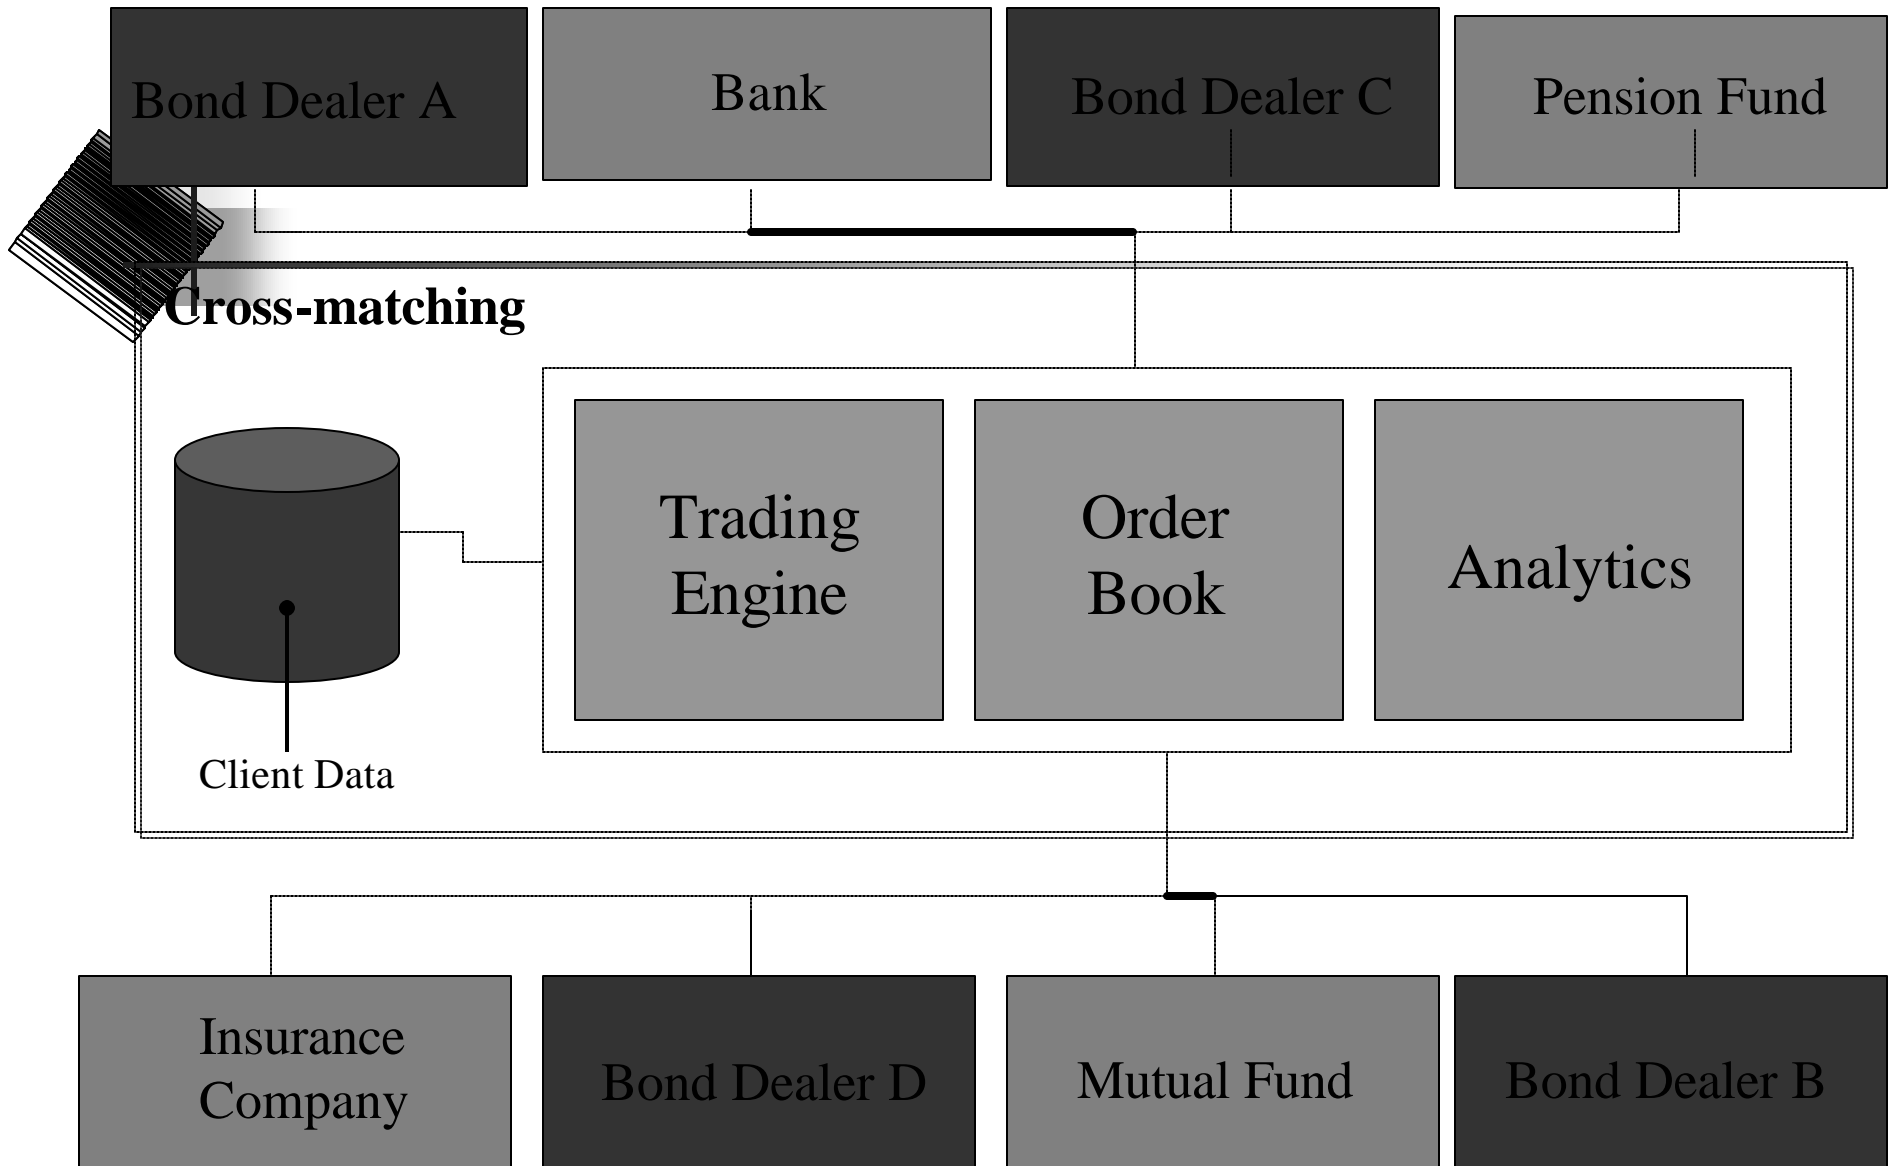 Bond Dealer A
Bank
Bond Dealer C
Pension Fund
Cross-matching
Trading
Engine
Order
Book
Analytics
Client Data
Insurance
Company
Bond Dealer D
Mutual Fund
Bond Dealer B